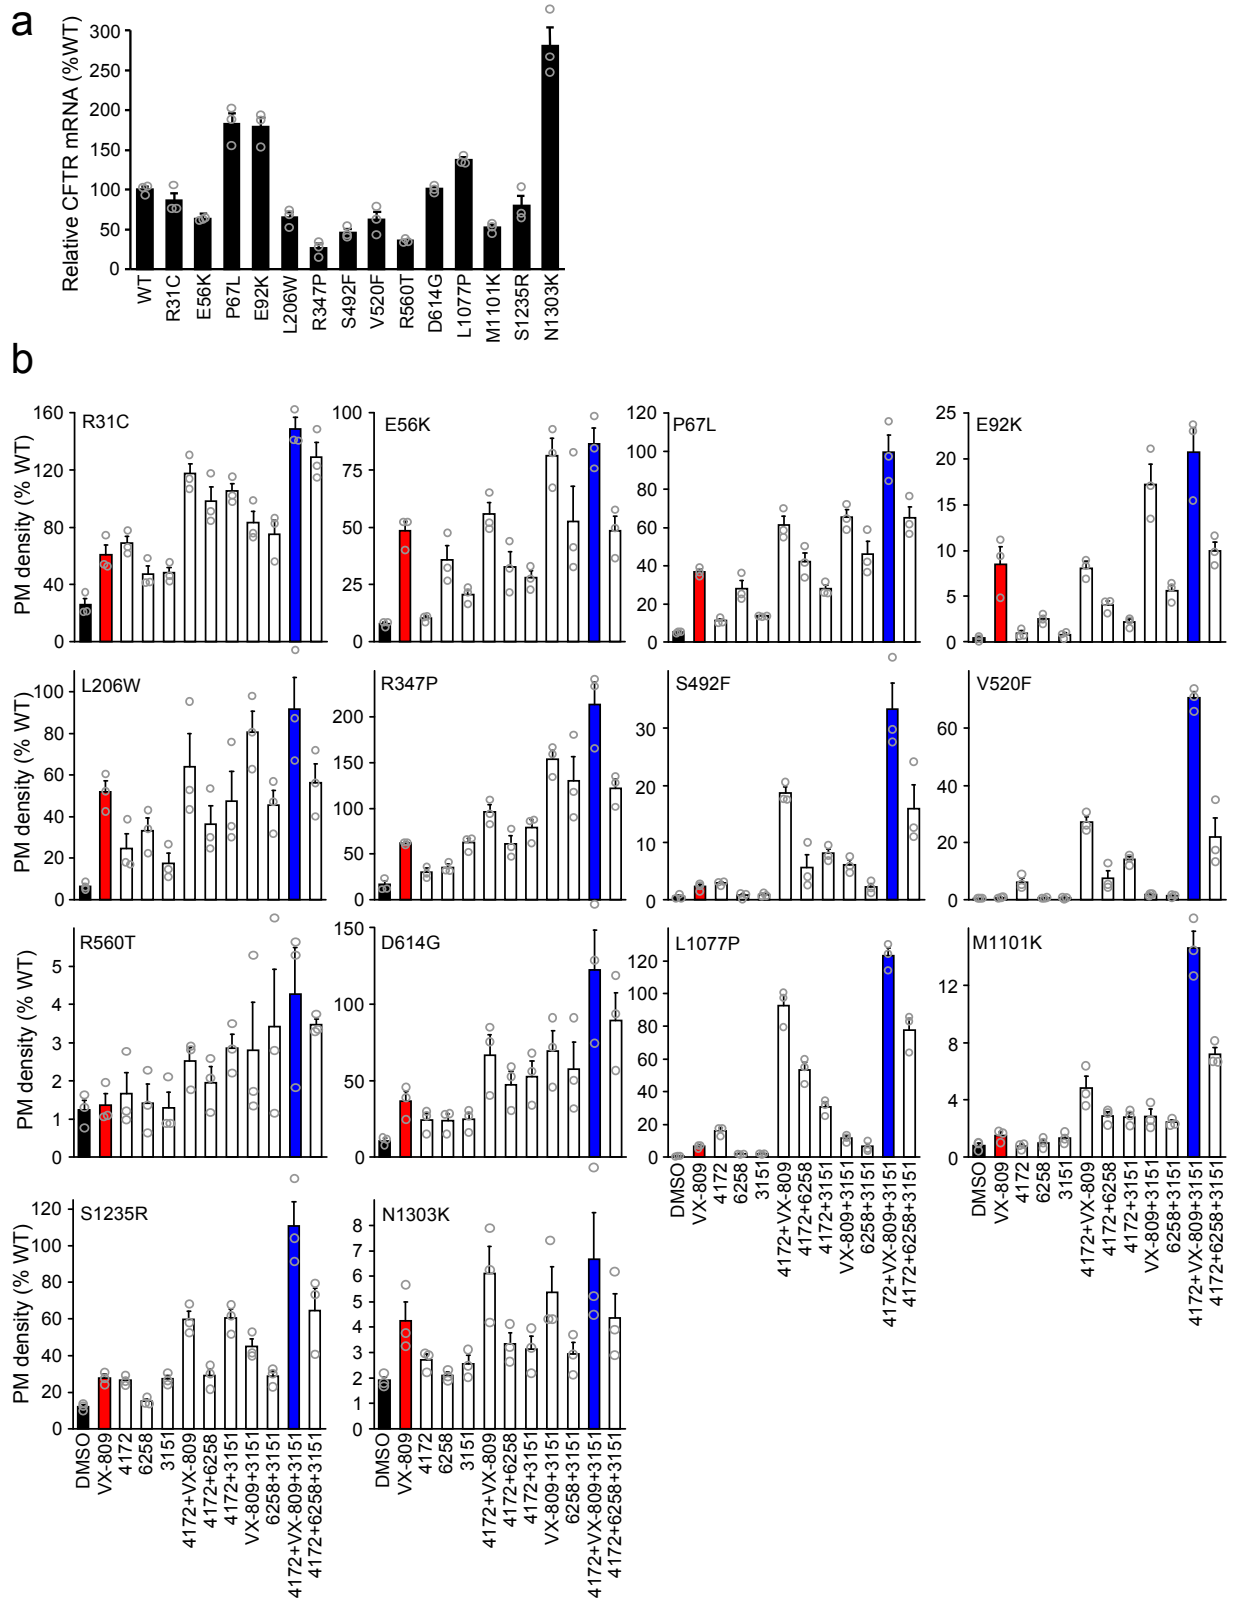 a
Relative CFTR mRNA (%WT)
300
250
200
150
100
50
0
WT
R31C
E56K
P67L
E92K
L206W
R347P
S492F
V520F
R560T
D614G
L1077P
M1101K
S1235R
N1303K
b
PM density (% WT)
R31C
160
120
80
40
0
E56K
100
75
50
25
0
P67L
120
100
80
60
40
20
0
E92K
25
20
15
10
5
0
PM density (% WT)
L206W
100
80
60
40
20
0
R347P
200
150
100
50
0
S492F
30
20
10
0
V520F
60
40
20
0
PM density (% WT)
R560T
5
4
3
2
1
0
D614G
150
100
50
0
L1077P
120
100
80
60
40
20
0
DMSO
VX-809
4172
6258
3151
4172+VX-809
4172+6258
4172+3151
VX-809+3151
6258+3151
4172+VX-809+3151
4172+6258+3151
M1101K
12
8
4
0
DMSO
VX-809
4172
6258
3151
4172+VX-809
4172+6258
4172+3151
VX-809+3151
6258+3151
4172+VX-809+3151
4172+6258+3151
PM density (% WT)
S1235R
120
100
80
60
40
20
0
DMSO
VX-809
4172
6258
3151
4172+VX-809
4172+6258
4172+3151
VX-809+3151
6258+3151
4172+VX-809+3151
4172+6258+3151
N1303K
8
7
6
5
4
3
2
1
0
DMSO
VX-809
4172
6258
3151
4172+VX-809
4172+6258
4172+3151
VX-809+3151
6258+3151
4172+VX-809+3151
4172+6258+3151